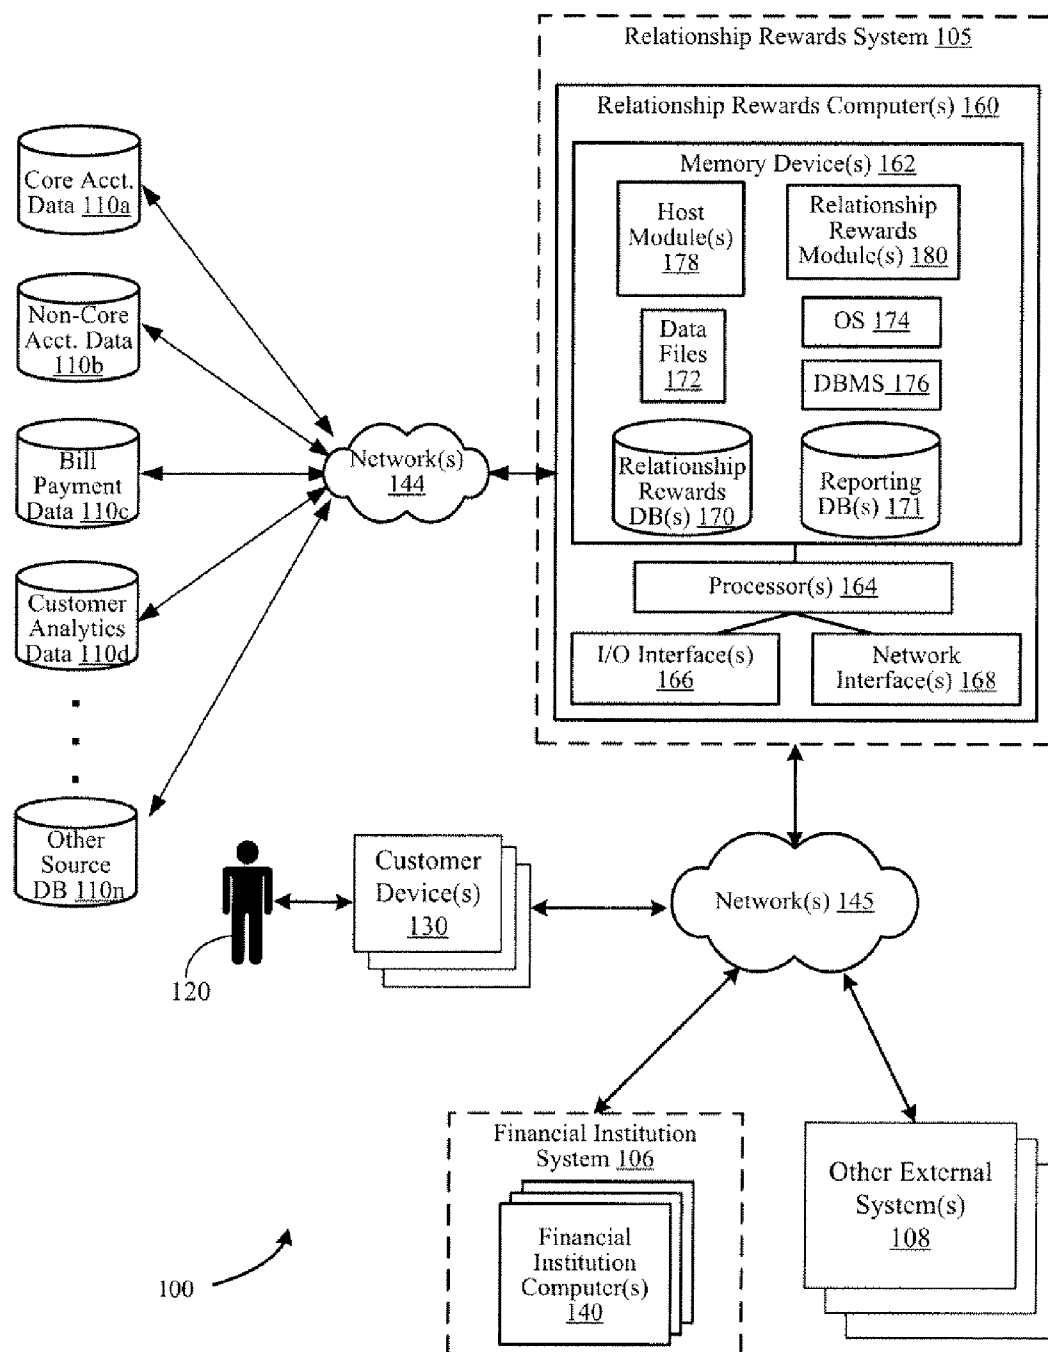 Relationship Rewards System 105
Relationship Rewards Computer(s) 160
Memory Device(s) 162
Host
Module(s)
178
Relationship
Rewards
Module(s) 180
Data
Files
172
OS 174
DBMS 176
Relationship
Rewards
DB(s) 170
Reporting
DB(s) 171
Processor(s) 164
I/O Interface(s)
166
Network
Interface(s) 168
Core Acct.
Data 110a
Non-Core
Acct. Data
110b
Bill
Payment
Data 110c
Customer
Analytics
Data 110d
Other
Source
DB 110n
Network(s)
144
120
Customer
Device(s)
130
Network(s) 145
Financial Institution
System 106
Financial
Institution
Computer(s)
140
Other External
System(s)
108
100